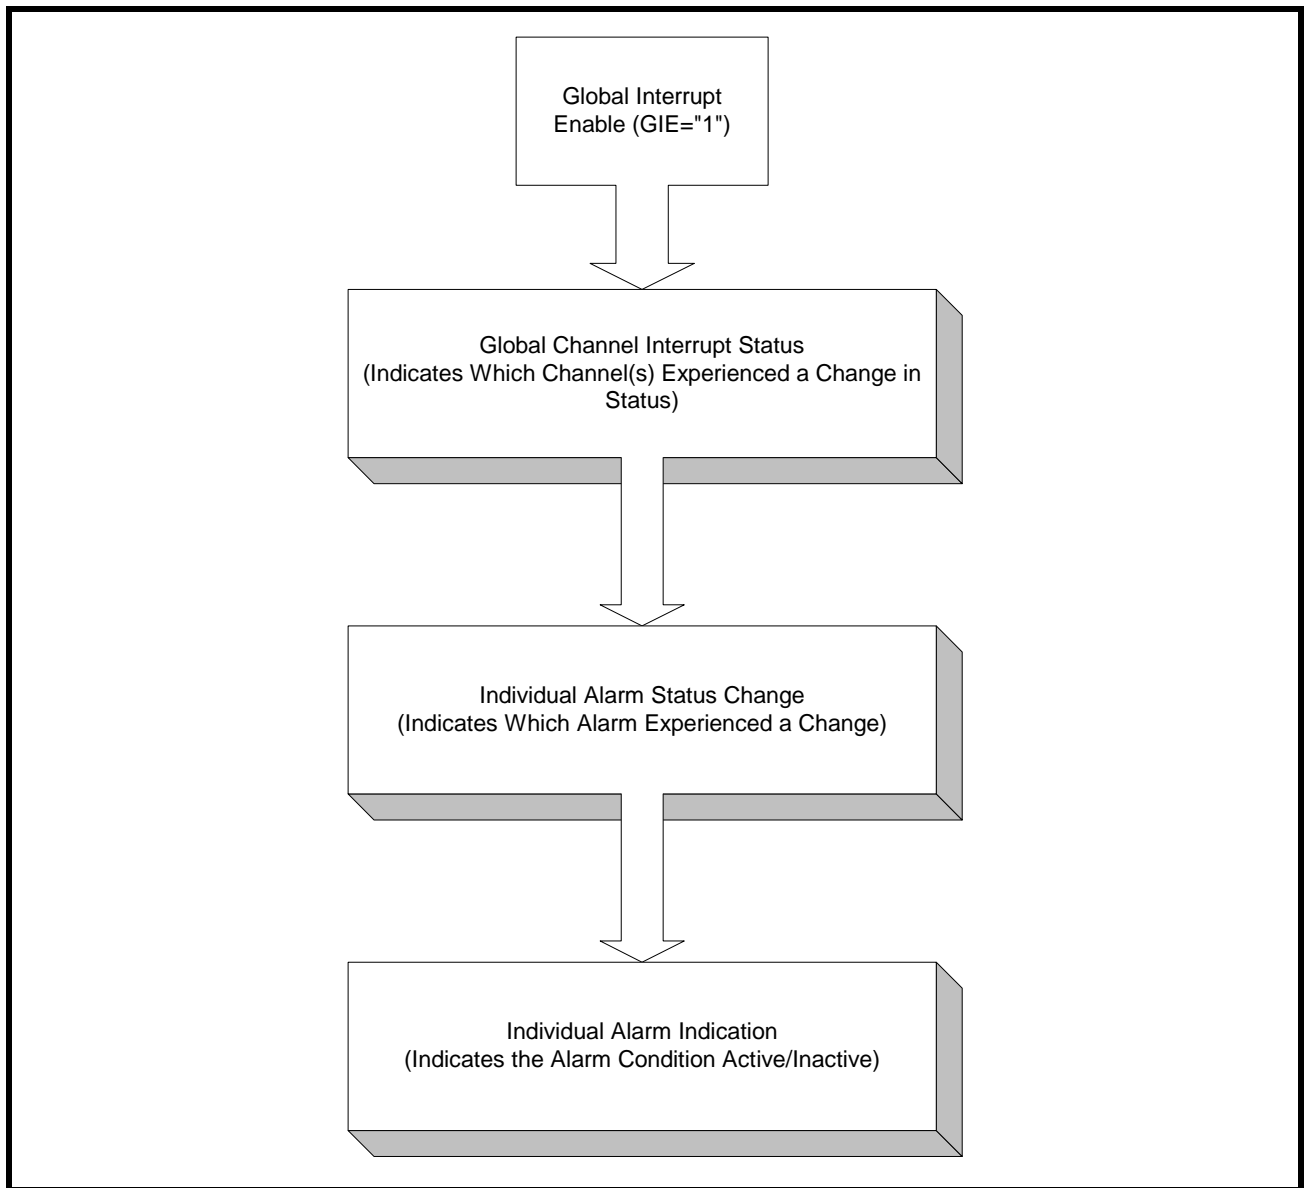 Global Interrupt
Enable (GIE="1")
Global Channel Interrupt Status
(Indicates Which Channel(s) Experienced a Change in
Status)
Individual Alarm Status Change
(Indicates Which Alarm Experienced a Change)
Individual Alarm Indication
(Indicates the Alarm Condition Active/Inactive)